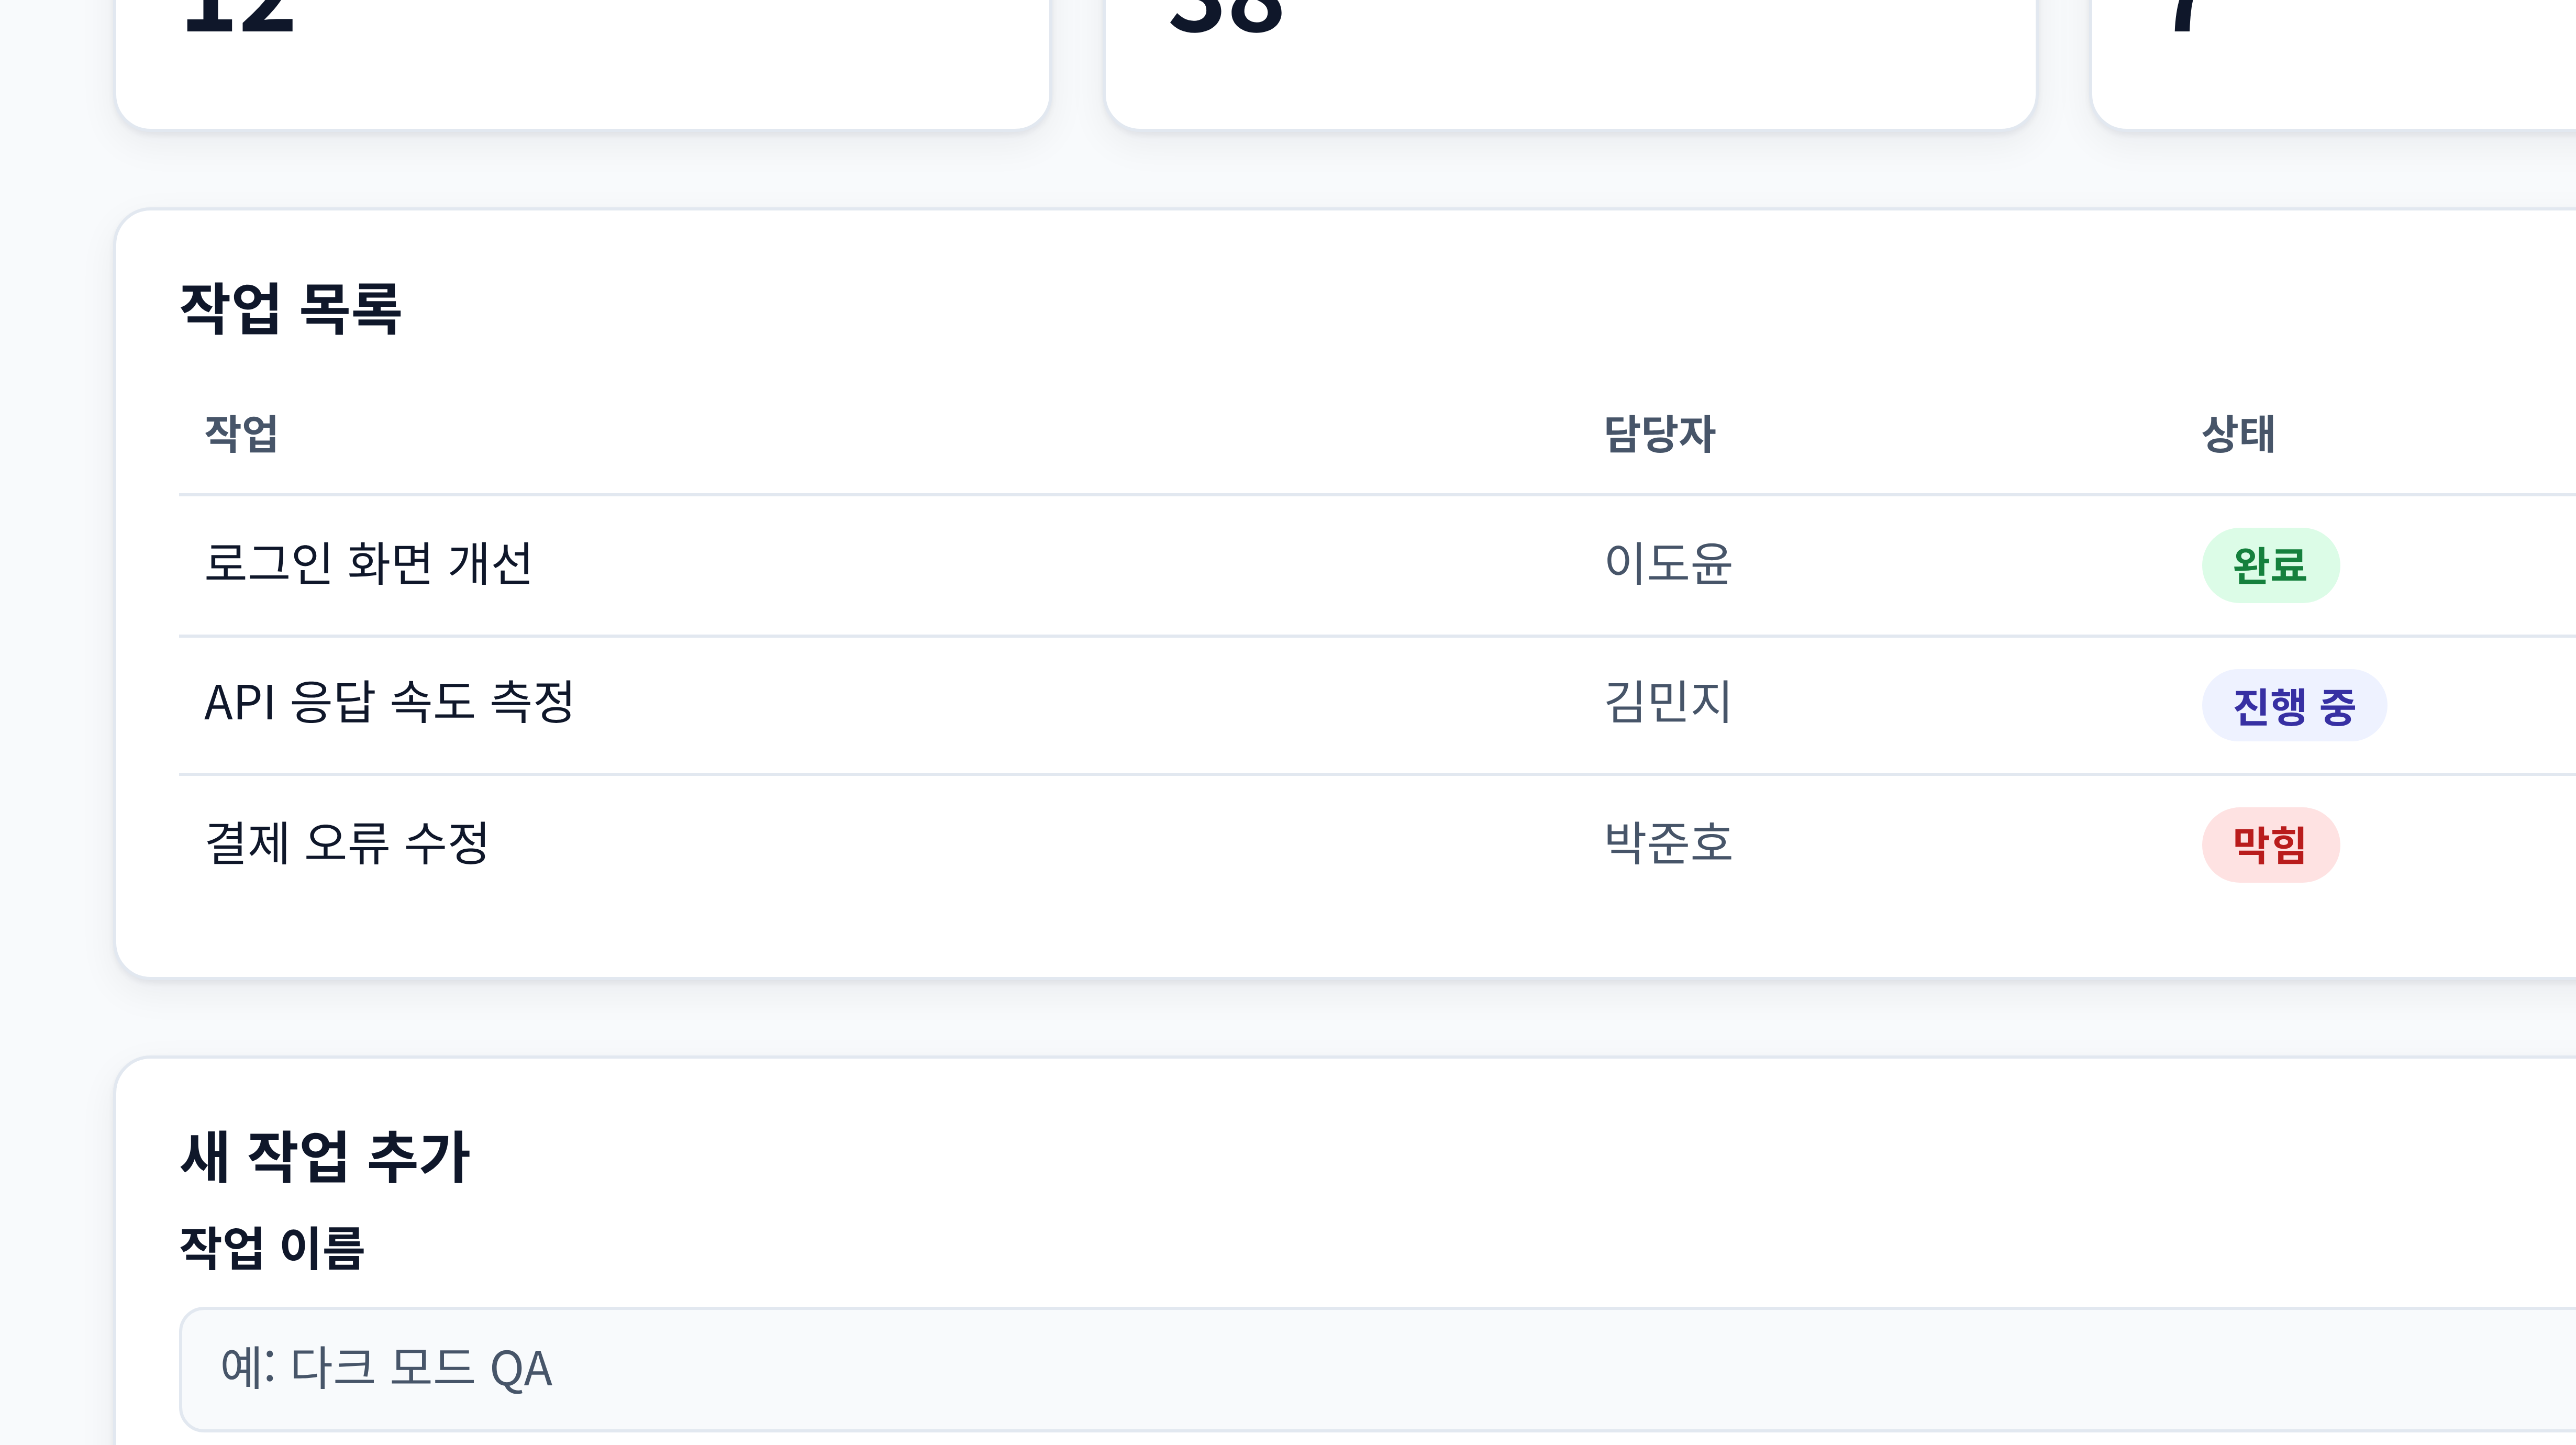 12 38 7
작업 목록
작업 담당자 상태
로그인 화면 개선 이도윤 완료
API 응답 속도 측정 김민지 진행 중
결제 오류 수정 박준호 막힘
새 작업 추가
작업 이름
예: 다크 모드 QA